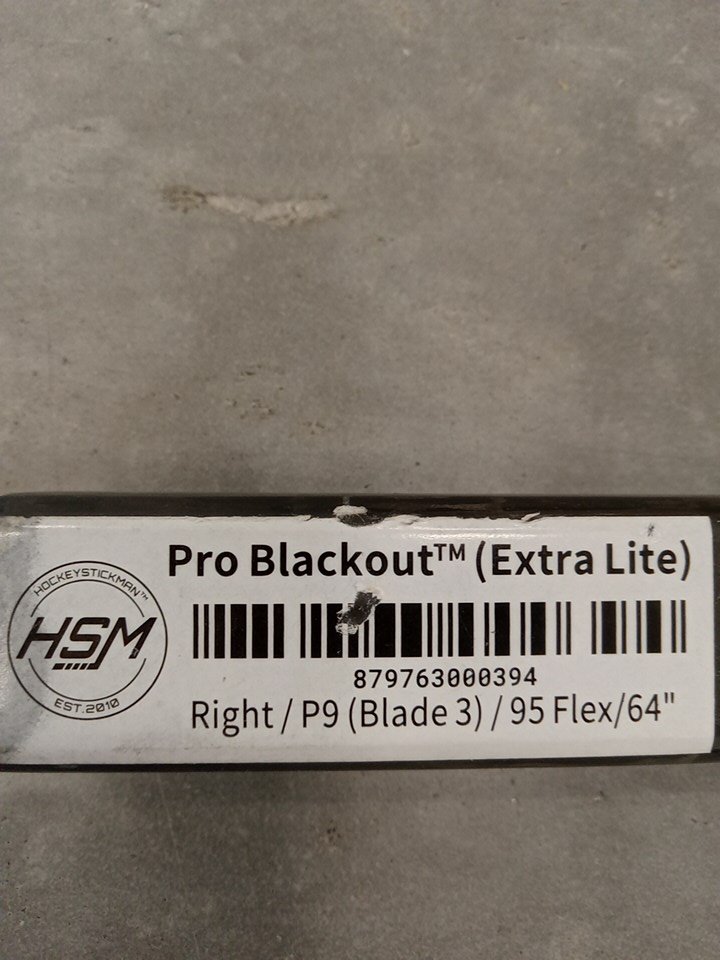 Pro Blackout™ (Extra Lite)
HOCKEYSTICKMAN™
HSM
EST.2010
879763000394
Right / P9 (Blade 3) / 95 Flex/64"